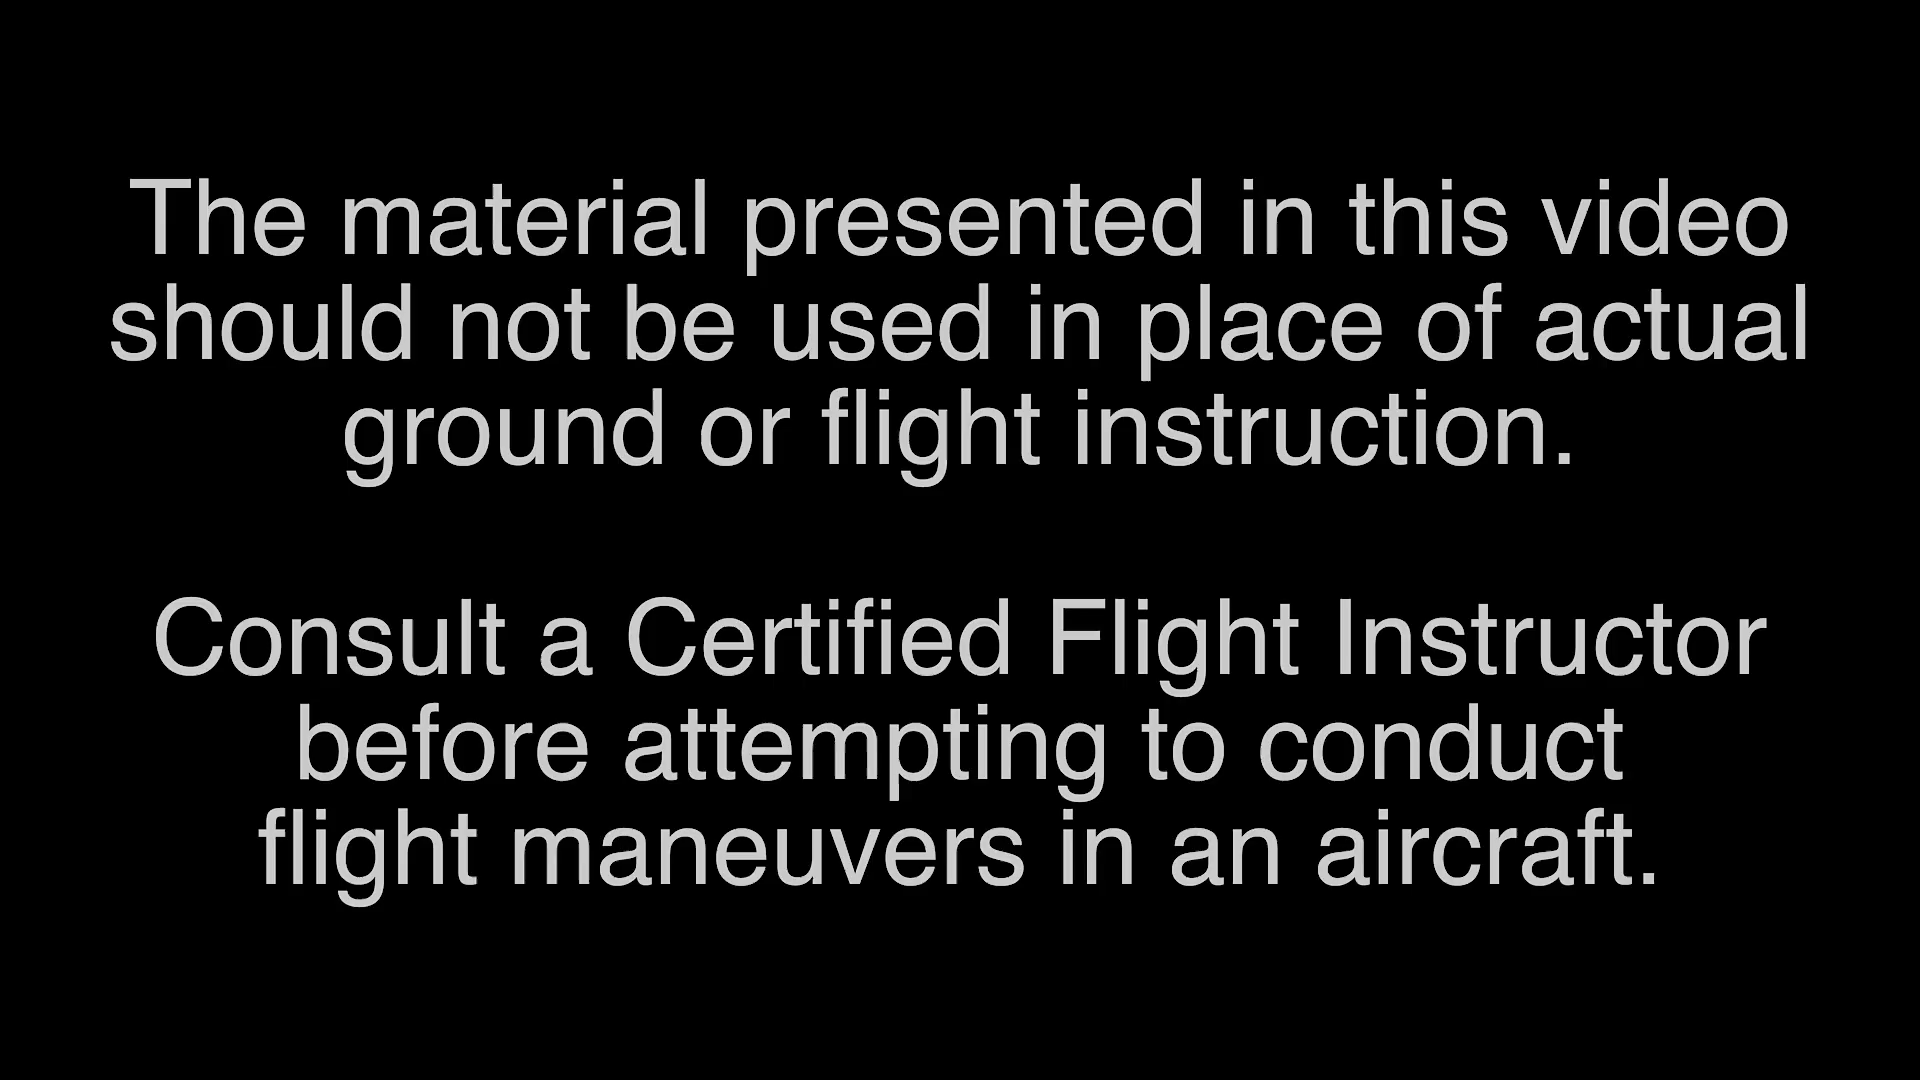 The material presented in this video
should not be used in place of actual
ground or flight instruction.
Consult a Certified Flight Instructor
before attempting to conduct
flight maneuvers in an aircraft.